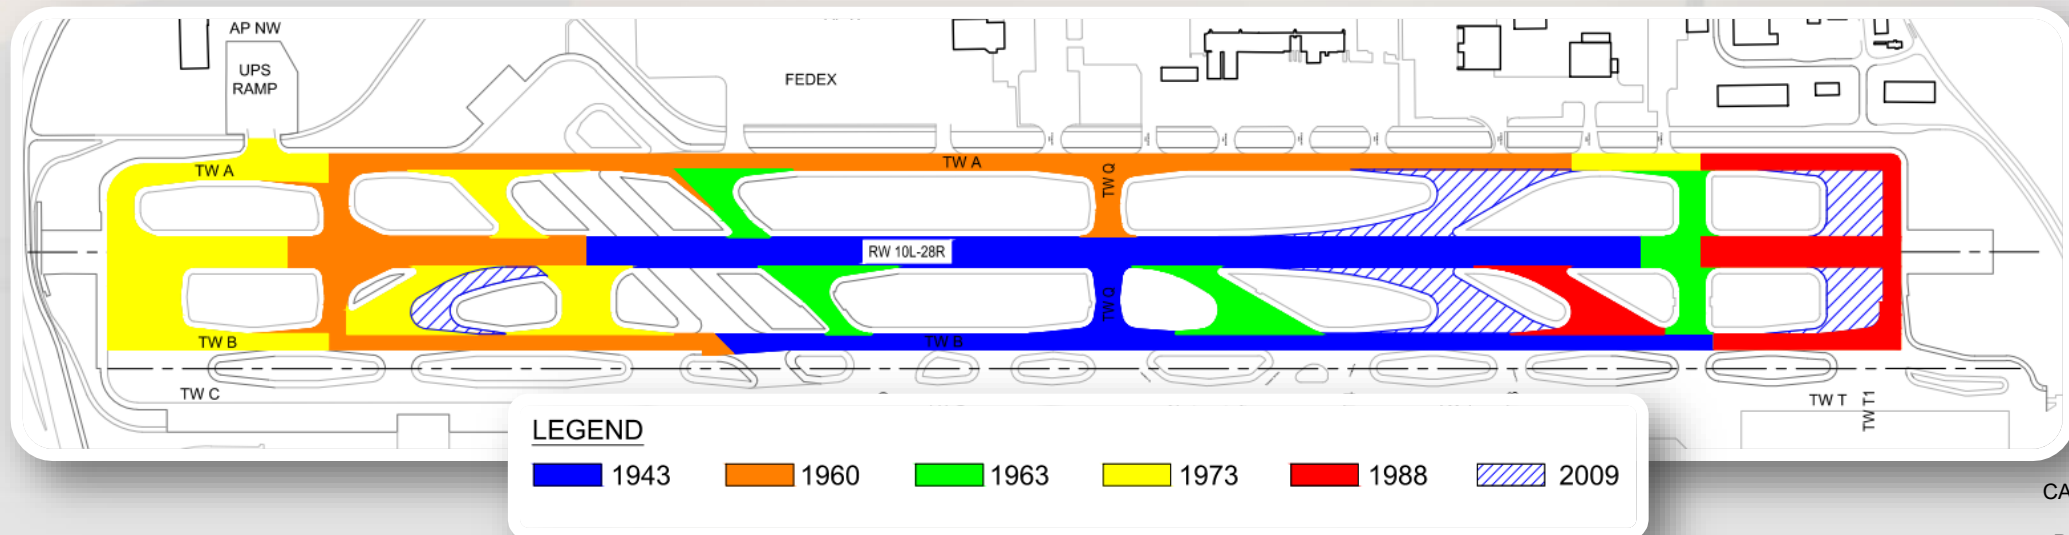 AP NW
UPS
RAMP
FEDEX
TW A
TW A
TW Q
RW 10L-28R
TW Q
TW B
TW B
TW C
TW T
TW T1
LEGEND
1943
1960
1963
1973
1988
2009
CA